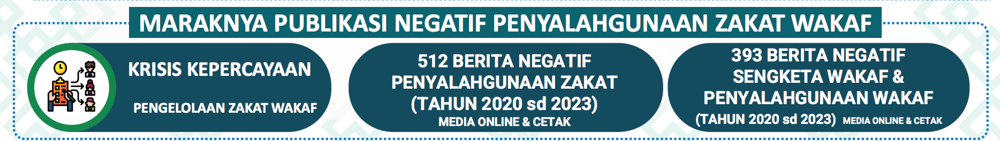 MARAKNYA PUBLIKASI NEGATIF PENYALAHGUNAAN ZAKAT WAKAF
KRISIS KEPERCAYAAN
PENGELOLAAN ZAKAT WAKAF
512 BERITA NEGATIF
PENYALAHGUNAAN ZAKAT
(TAHUN 2020 sd 2023)
MEDIA ONLINE & CETAK
393 BERITA NEGATIF
SENGKETA WAKAF &
PENYALAHGUNAAN WAKAF
(TAHUN 2020 sd 2023) MEDIA ONLINE & CETAK